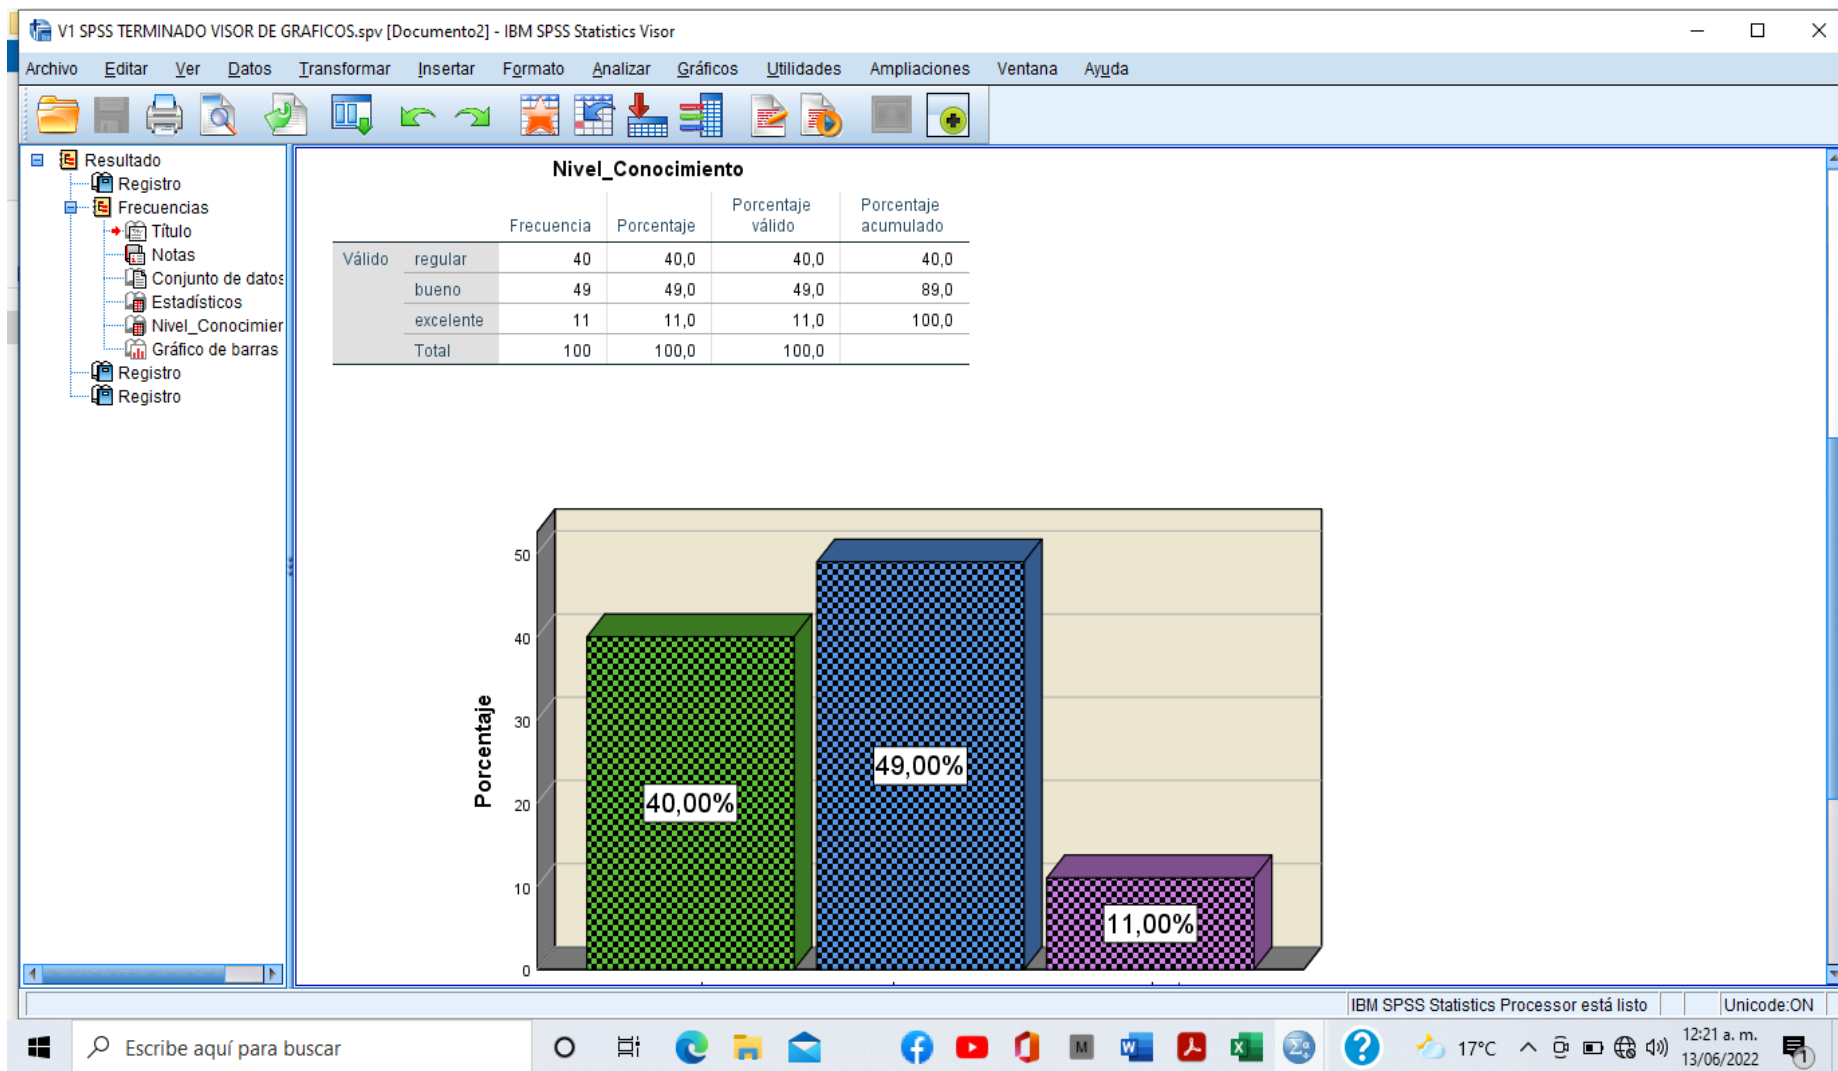 V1 SPSS TERMINADO VISOR DE GRAFICOS.spv [Documento2] - IBM SPSS Statistics Visor
Archivo Editar Ver Datos Transformar Insertar Formato Analizar Gráficos Utilidades Ampliaciones Ventana Ayuda
Resultado
Registro
Frecuencias
Título
Notas
Conjunto de datos
Estadísticos
Nivel_Conocimier
Gráfico de barras
Registro
Registro
Nivel_Conocimiento
Frecuencia Porcentaje Porcentaje válido Porcentaje acumulado
Válido regular 40 40,0 40,0 40,0
bueno 49 49,0 49,0 89,0
excelente 11 11,0 11,0 100,0
Total 100 100,0 100,0
Porcentaje
50
40
30
20
10
0
40,00%
49,00%
11,00%
IBM SPSS Statistics Processor está listo Unicode:ON
Escribe aquí para buscar
M
17°C
12:21 a. m.
13/06/2022
1